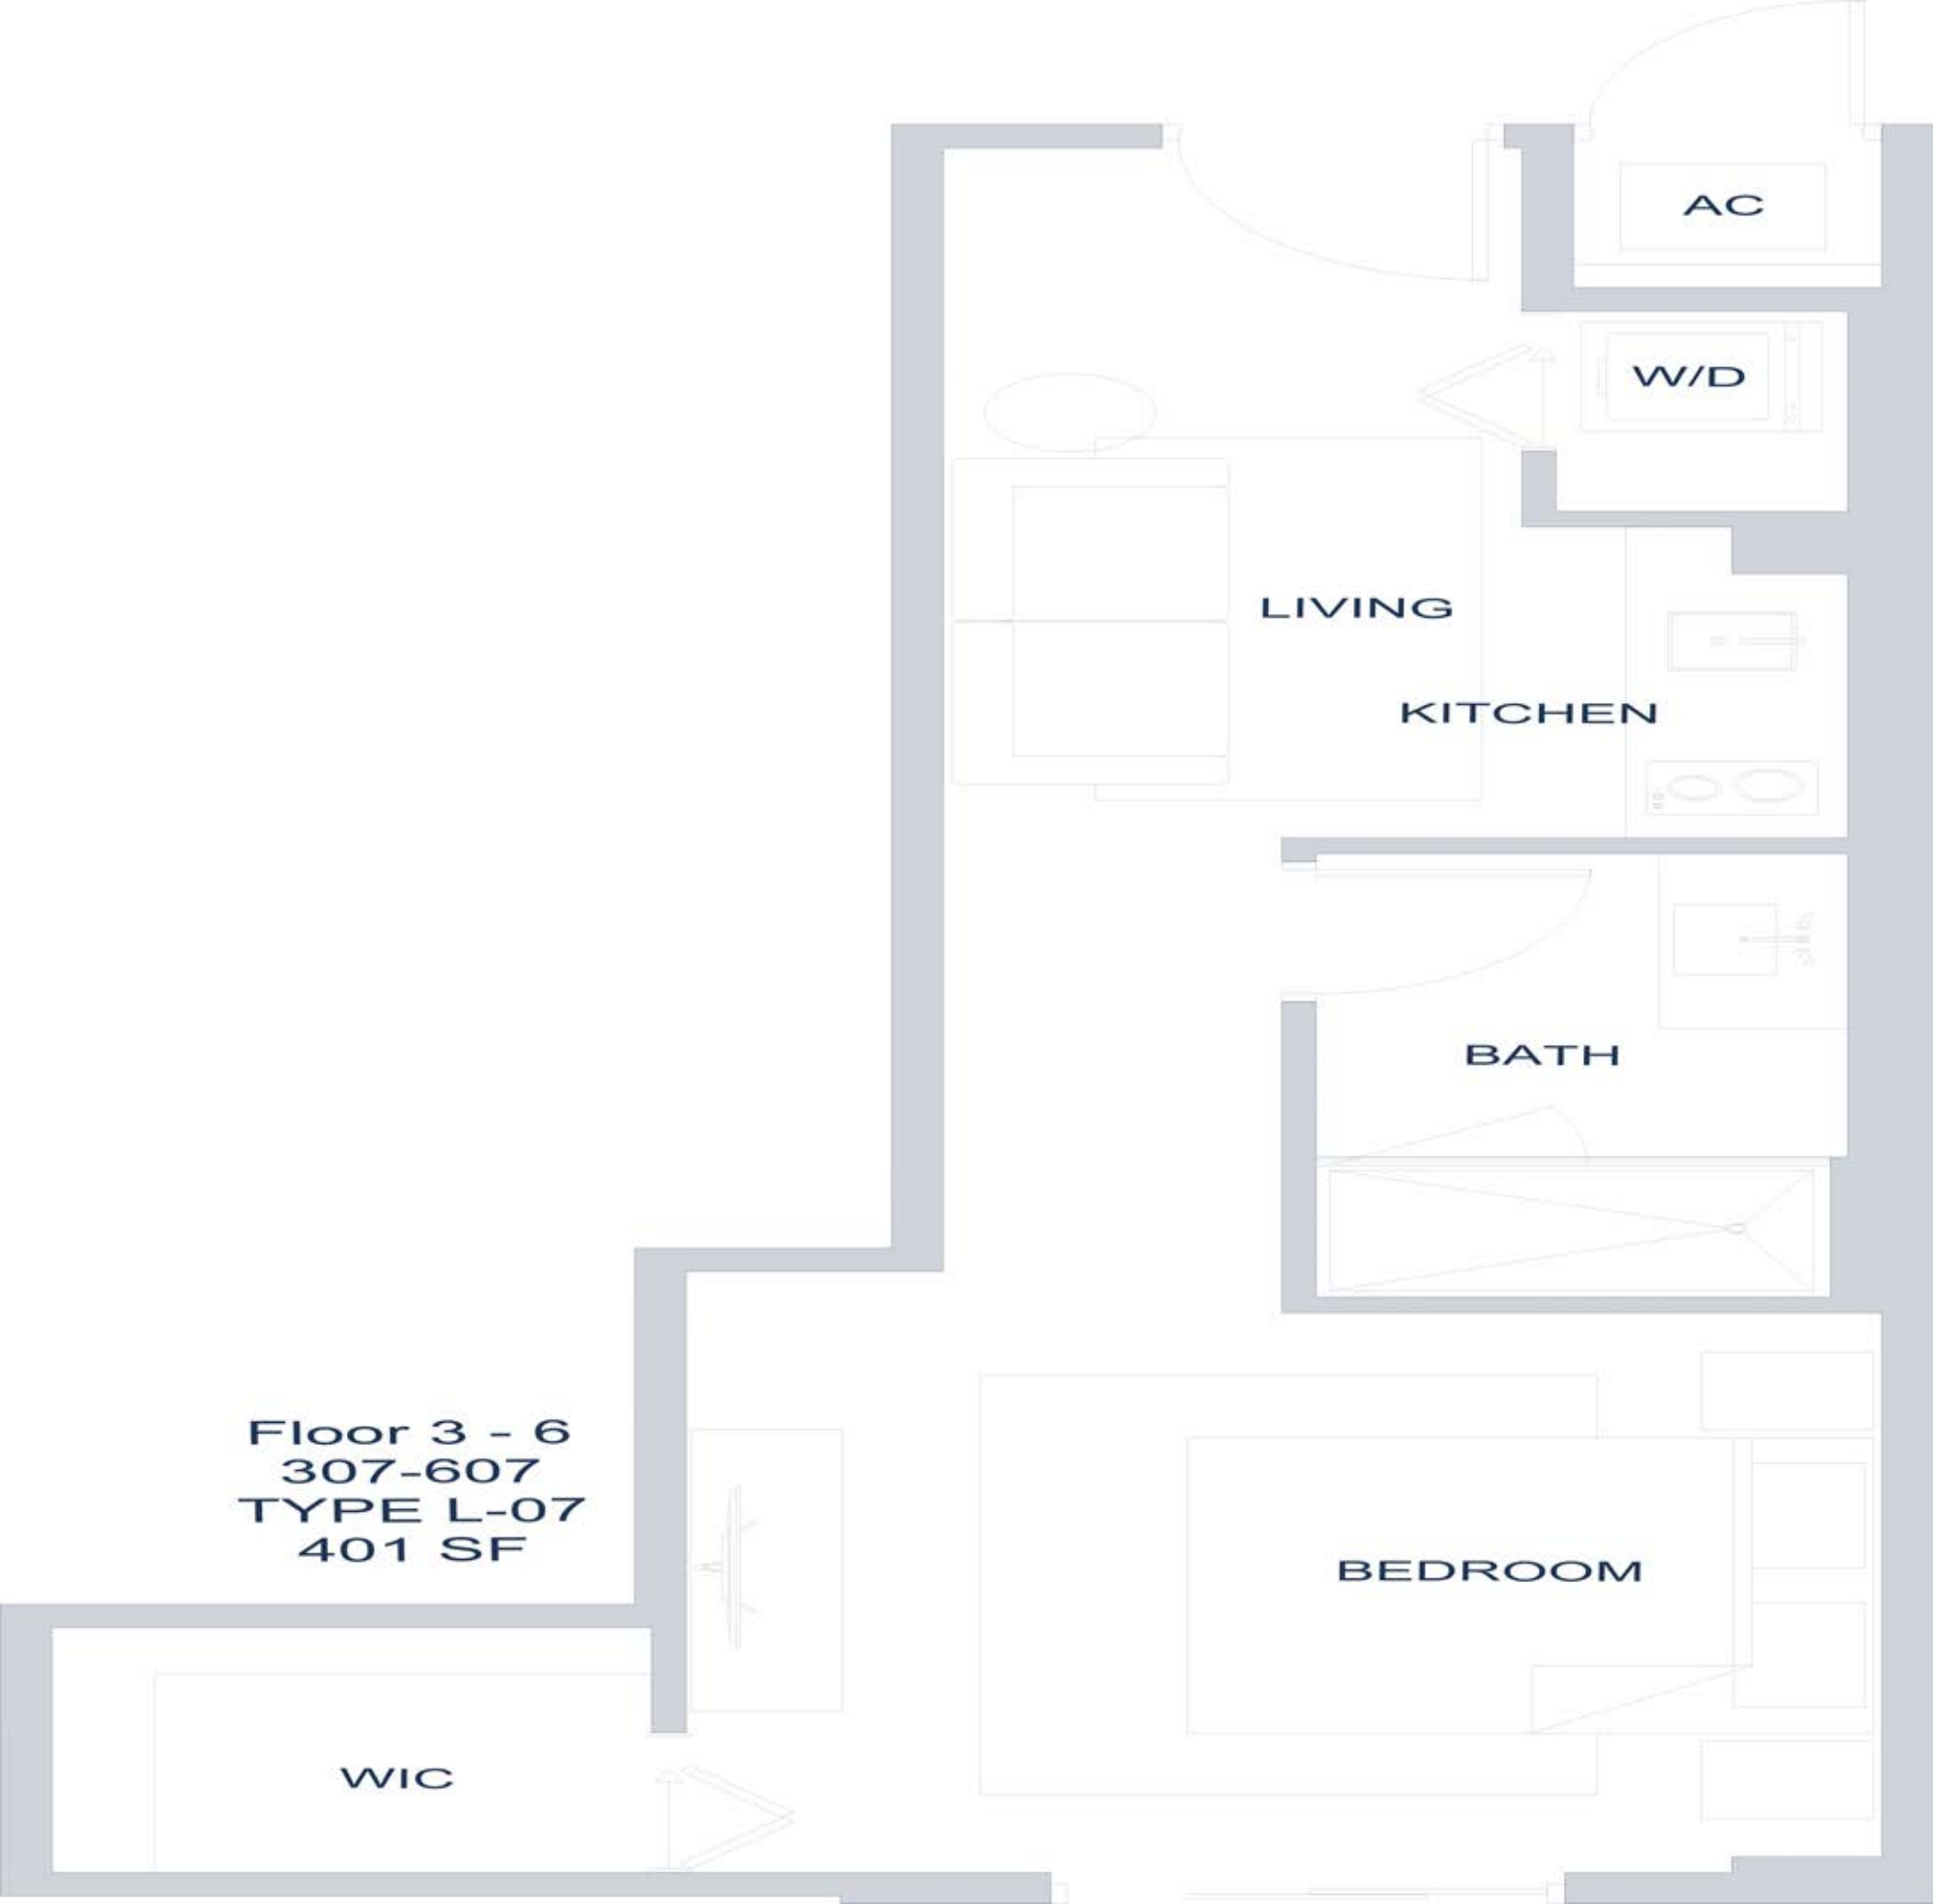 AC
W/D
LIVING
KITCHEN
BATH
Floor 3 - 6
307-607
TYPE L-07
401 SF
BEDROOM
WIC